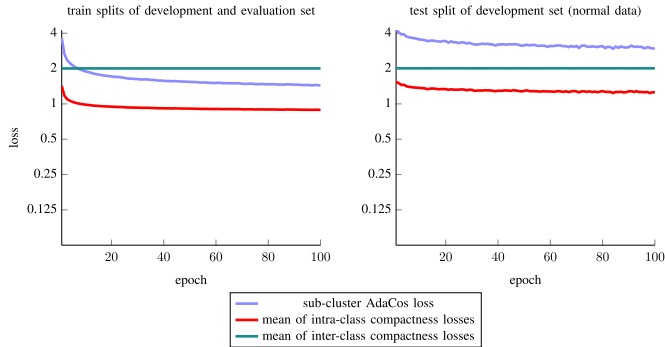 train splits of development and evaluation set
4
2
1
0.5
0.25
0.125
loss
20
40
60
80
100
epoch
test split of development set (normal data)
4
2
1
0.5
0.25
0.125
20
40
60
80
100
epoch
sub-cluster AdaCos loss
mean of intra-class compactness losses
mean of inter-class compactness losses